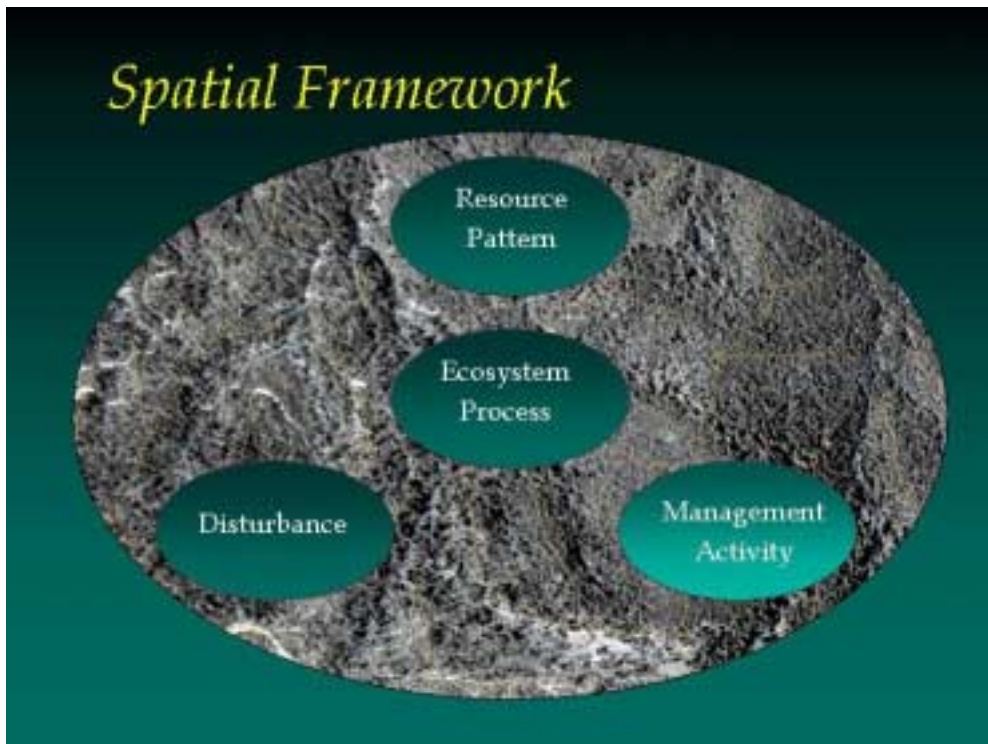 Spatial Framework
Resource
Pattern
Ecosystem
Process
Disturbance
Management
Activity